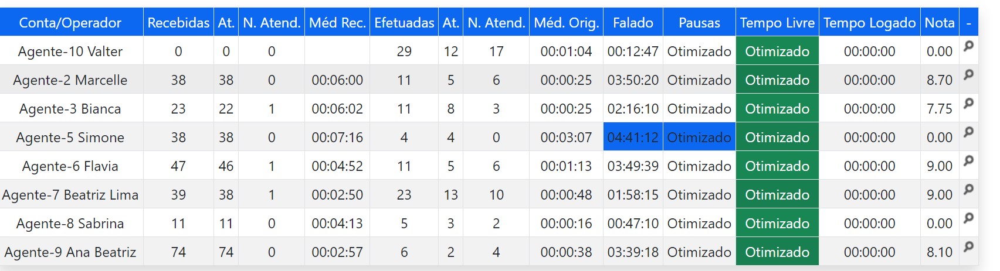 Conta/Operador Recebidas At. N. Atend. Méd Rec. Efetuadas At. N. Atend. Méd. Orig. Falado Pausas Tempo Livre Tempo Logado Nota -
Agente-10 Valter 0 0 0 29 12 17 00:01:04 00:12:47 Otimizado Otimizado 00:00:00 0.00
Agente-2 Marcelle 38 38 0 00:06:00 11 5 6 00:00:25 03:50:20 Otimizado Otimizado 00:00:00 8.70
Agente-3 Bianca 23 22 1 00:06:02 11 8 3 00:00:25 02:16:10 Otimizado Otimizado 00:00:00 7.75
Agente-5 Simone 38 38 0 00:07:16 4 4 0 00:03:07 04:41:12 Otimizado Otimizado 00:00:00 0.00
Agente-6 Flavia 47 46 1 00:04:52 11 5 6 00:01:13 03:49:39 Otimizado Otimizado 00:00:00 9.00
Agente-7 Beatriz Lima 39 38 1 00:02:50 23 13 10 00:00:48 01:58:15 Otimizado Otimizado 00:00:00 9.00
Agente-8 Sabrina 11 11 0 00:04:13 5 3 2 00:00:16 00:47:10 Otimizado Otimizado 00:00:00 0.00
Agente-9 Ana Beatriz 74 74 0 00:02:57 6 2 4 00:00:38 03:39:18 Otimizado Otimizado 00:00:00 8.10